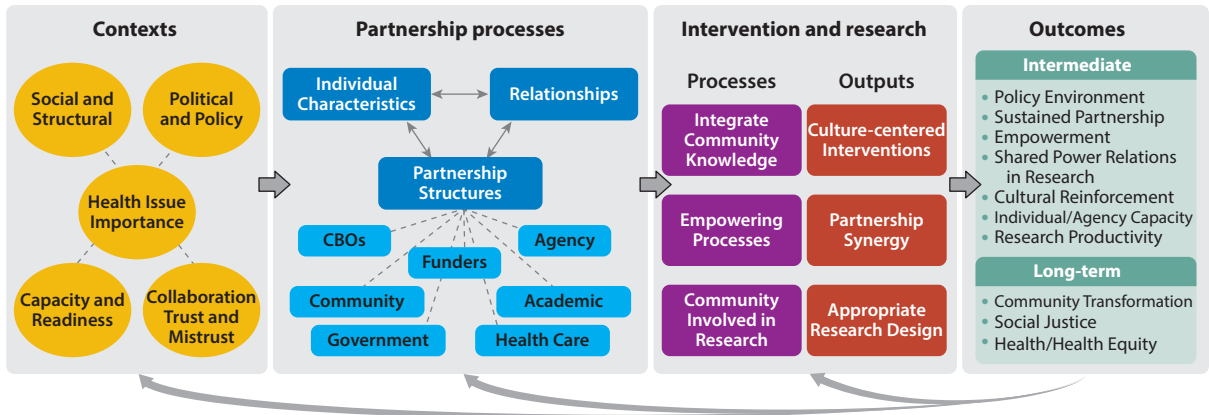 Contexts
Social and
Structural
Political
and Policy
Health Issue
Importance
Capacity and
Readiness
Collaboration
Trust and
Mistrust
Partnership processes
Individual
Characteristics
Relationships
Partnership
Structures
CBOs
Agency
Funders
Community
Academic
Government
Health Care
Intervention and research
Processes
Outputs
Integrate
Community
Knowledge
Culture-centered
Interventions
Empowering
Processes
Partnership
Synergy
Community
Involved in
Research
Appropriate
Research Design
Outcomes
Intermediate
• Policy Environment
• Sustained Partnership
• Empowerment
• Shared Power Relations
in Research
• Cultural Reinforcement
• Individual/Agency Capacity
• Research Productivity
Long-term
• Community Transformation
• Social Justice
• Health/Health Equity